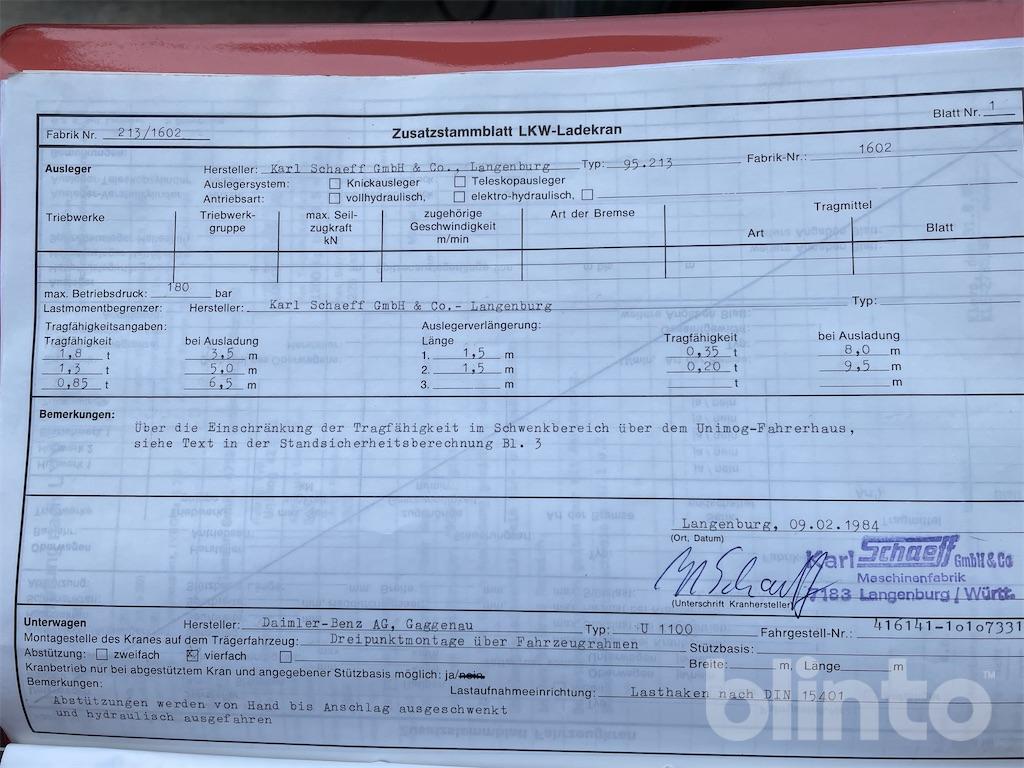 Fabrik Nr. 213/1602 Zusatzstammblatt LKW-Ladekran Blatt Nr. 1
Ausleger Hersteller: Karl Schaeff GmbH & Co., Langenburg Typ: 95.213 Fabrik-Nr.: 1602
Auslegersystem: Knickausleger Teleskopausleger
Antriebsart: vollhydraulisch, elektro-hydraulisch,
Triebwerke Triebwerk-gruppe max. Seil-zugkraft kN zugehörige Geschwindigkeit m/min Art der Bremse Tragmittel
Art Blatt
max. Betriebsdruck: 180 bar
Lastmomentbegrenzer: Hersteller: Karl Schaeff GmbH & Co.- Langenburg Typ:
Tragfähigkeitsangaben: Auslegerverlängerung:
Tragfähigkeit bei Ausladung Länge Tragfähigkeit bei Ausladung
1,8 t 3,5 m 1. 1,5 m 0,35 t 8,0 m
1,3 t 5,0 m 2. 1,5 m 0,20 t 9,5 m
0,85 t 6,5 m 3. m t m
Bemerkungen:
Über die Einschränkung der Tragfähigkeit im Schwenkbereich über dem Unimog-Fahrerhaus,
siehe Text in der Standsicherheitsberechnung Bl. 3
Langenburg, 09.02.1984
(Ort, Datum)
Karl Schaeff GmbH & Co
Maschinenfabrik
7183 Langenburg / Württ.
(Unterschrift Kranhersteller)
Unterwagen Hersteller: Daimler-Benz AG, Gaggenau Typ: U 1100 Fahrgestell-Nr.: 416141-10107331
Montagestelle des Kranes auf dem Trägerfahrzeug: Dreipunktmontage über Fahrzeugrahmen Stützbasis:
Abstützung: zweifach x vierfach Breite: m, Länge m
Kranbetrieb nur bei abgestütztem Kran und angegebener Stützbasis möglich: ja/nein.
Bemerkungen: Lastaufnahmeeinrichtung: Lasthaken nach DIN 15401
Abstützungen werden von Hand bis Anschlag ausgeschwenkt
und hydraulisch ausgefahren
blinto™